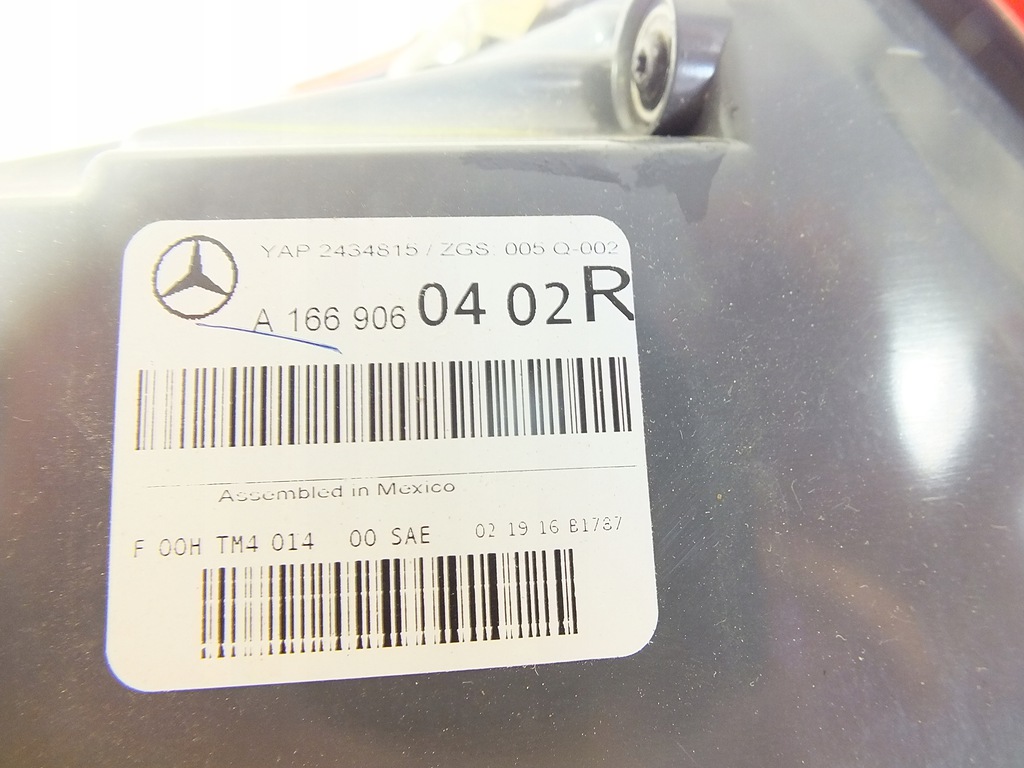 YAP 2434815 / ZGS. 005 Q-002
A 166 906 04 02 R
Assembled in Mexico
F 00H TM4 014 00 SAE 02 19 16 B1787